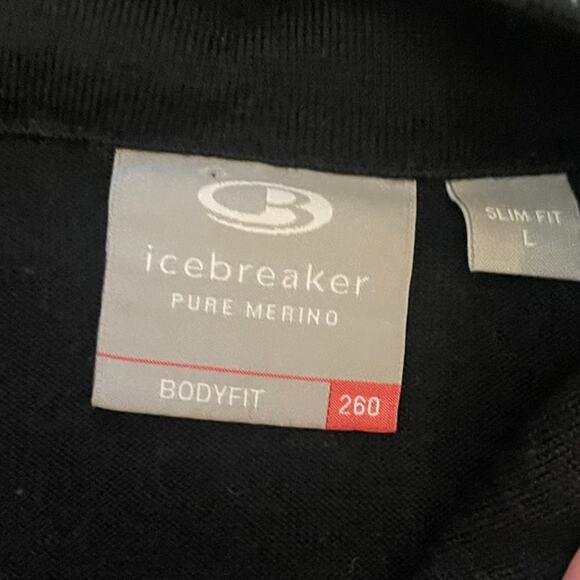 icebreaker
PURE MERINO
BODYFIT 260
SLIM FIT
L